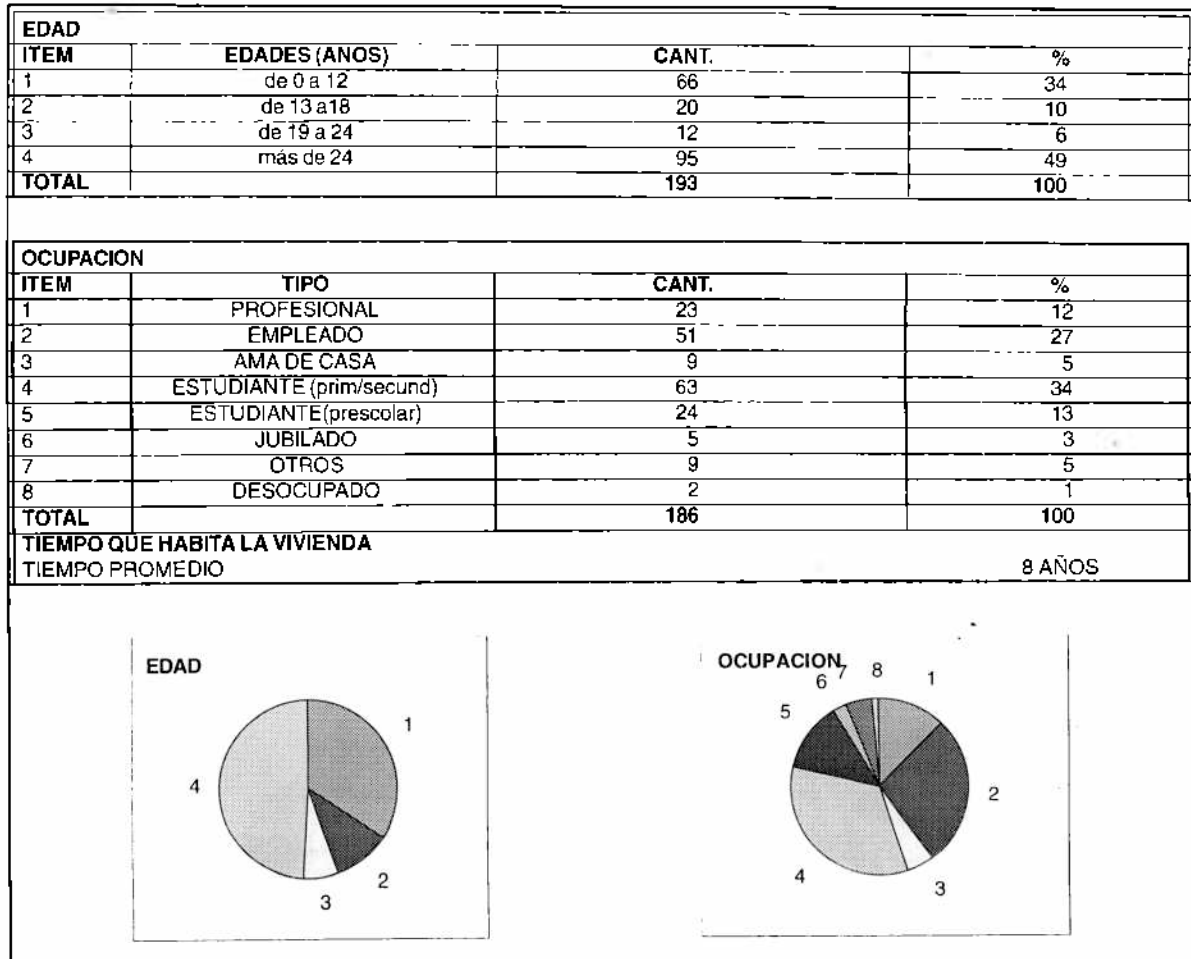 EDAD
ITEM EDADES (ANOS) CANT. %
1 de 0 a 12 66 34
2 de 13 a18 20 10
3 de 19 a 24 12 6
4 más de 24 95 49
TOTAL 193 100
OCUPACION
ITEM TIPO CANT. %
1 PROFESIONAL 23 12
2 EMPLEADO 51 27
3 AMA DE CASA 9 5
4 ESTUDIANTE (prim/secund) 63 34
5 ESTUDIANTE(prescolar) 24 13
6 JUBILADO 5 3
7 OTROS 9 5
8 DESOCUPADO 2 1
TOTAL 186 100
TIEMPO QUE HABITA LA VIVIENDA
TIEMPO PROMEDIO 8 AÑOS
EDAD
1
4
2
3
OCUPACION
6 7 8 1
5
2
4
3